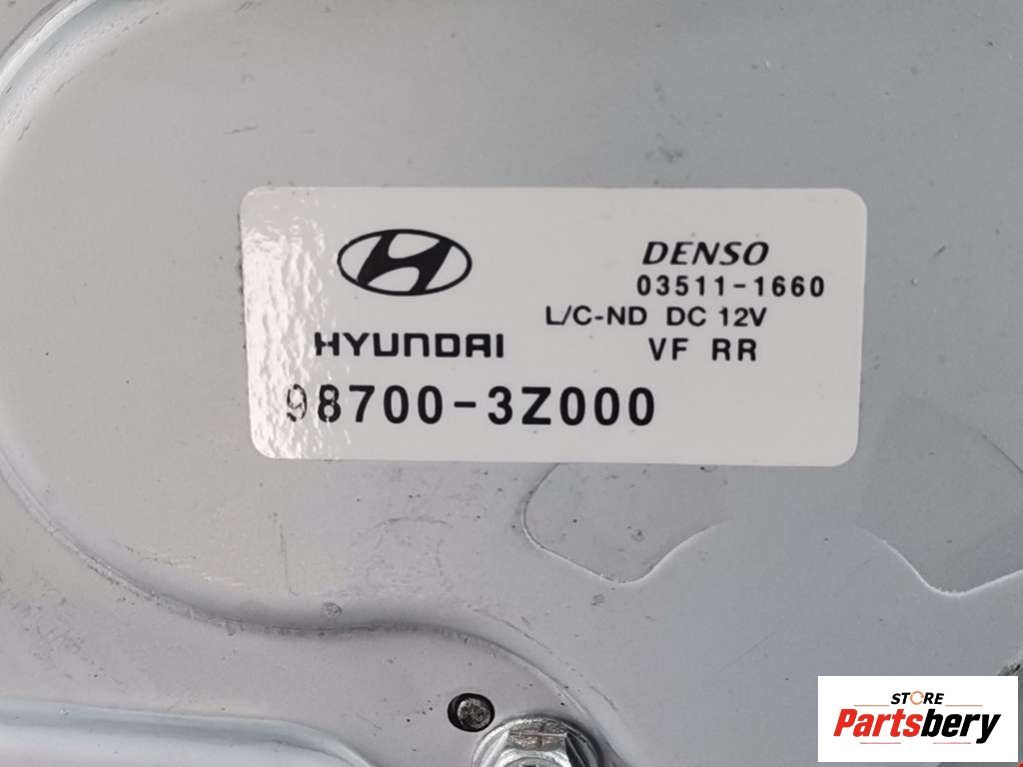 HYUNDAI
98700-3Z000
DENSO
03511-1660
L/C-ND DC 12V
VF RR
STORE
Partsbery